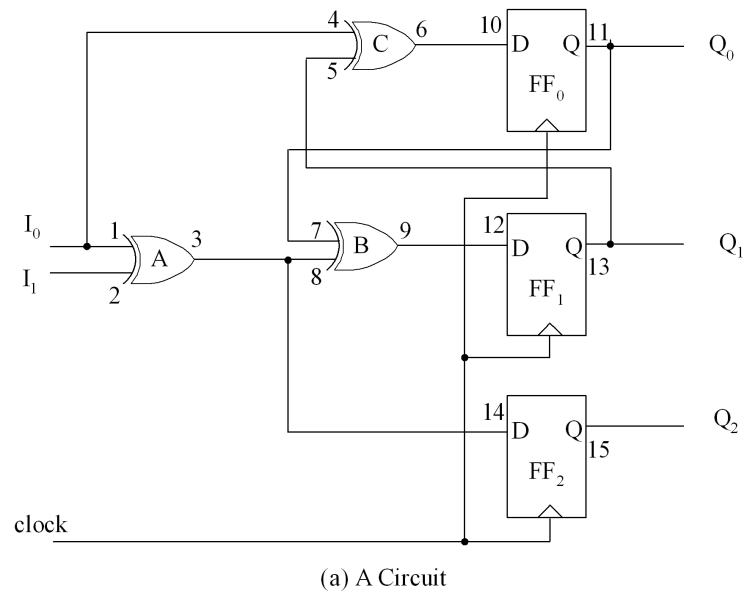 4 C 6 10 D Q 11 Q₀
5 FF₀
I₀ 1 A 3 7 B 9 12 D Q Q₁
I₁ 2 8 FF₁ 13
14 D Q Q₂
FF₂ 15
clock
(a) A Circuit